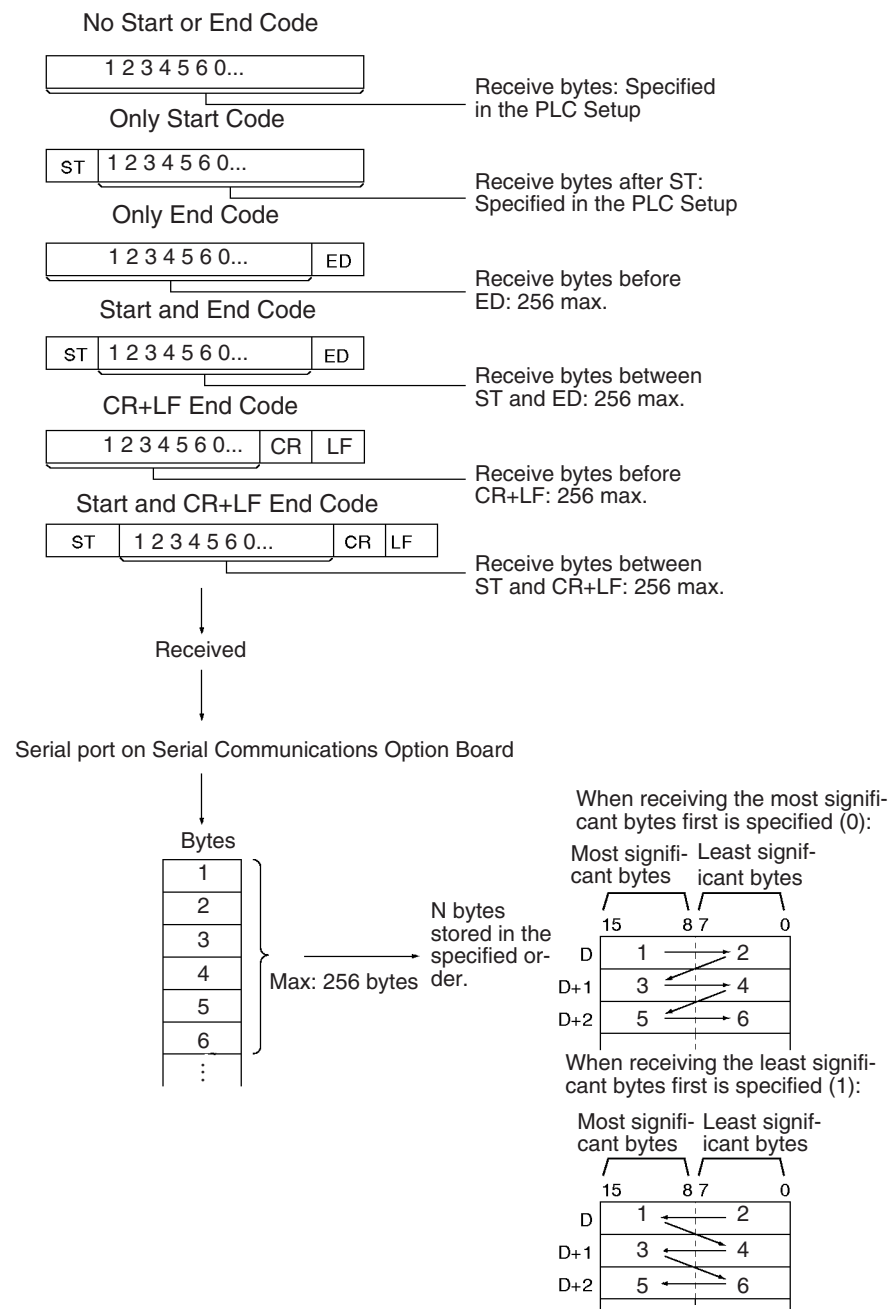 No Start or End Code
1 2 3 4 5 6 0...
Receive bytes: Specified
in the PLC Setup
Only Start Code
ST 1 2 3 4 5 6 0...
Receive bytes after ST:
Specified in the PLC Setup
Only End Code
1 2 3 4 5 6 0... ED
Receive bytes before
ED: 256 max.
Start and End Code
ST 1 2 3 4 5 6 0... ED
Receive bytes between
ST and ED: 256 max.
CR+LF End Code
1 2 3 4 5 6 0... CR LF
Receive bytes before
CR+LF: 256 max.
Start and CR+LF End Code
ST 1 2 3 4 5 6 0... CR LF
Receive bytes between
ST and CR+LF: 256 max.
Received
Serial port on Serial Communications Option Board
Bytes
1
2
3
4
5
6
⋮
Max: 256 bytes
N bytes
stored in the
specified or-
der.
When receiving the most signifi-
cant bytes first is specified (0):
Most signifi- Least signif-
cant bytes icant bytes
15 8 7 0
D 1 2
D+1 3 4
D+2 5 6
When receiving the least signifi-
cant bytes first is specified (1):
Most signifi- Least signif-
cant bytes icant bytes
15 8 7 0
D 1 2
D+1 3 4
D+2 5 6